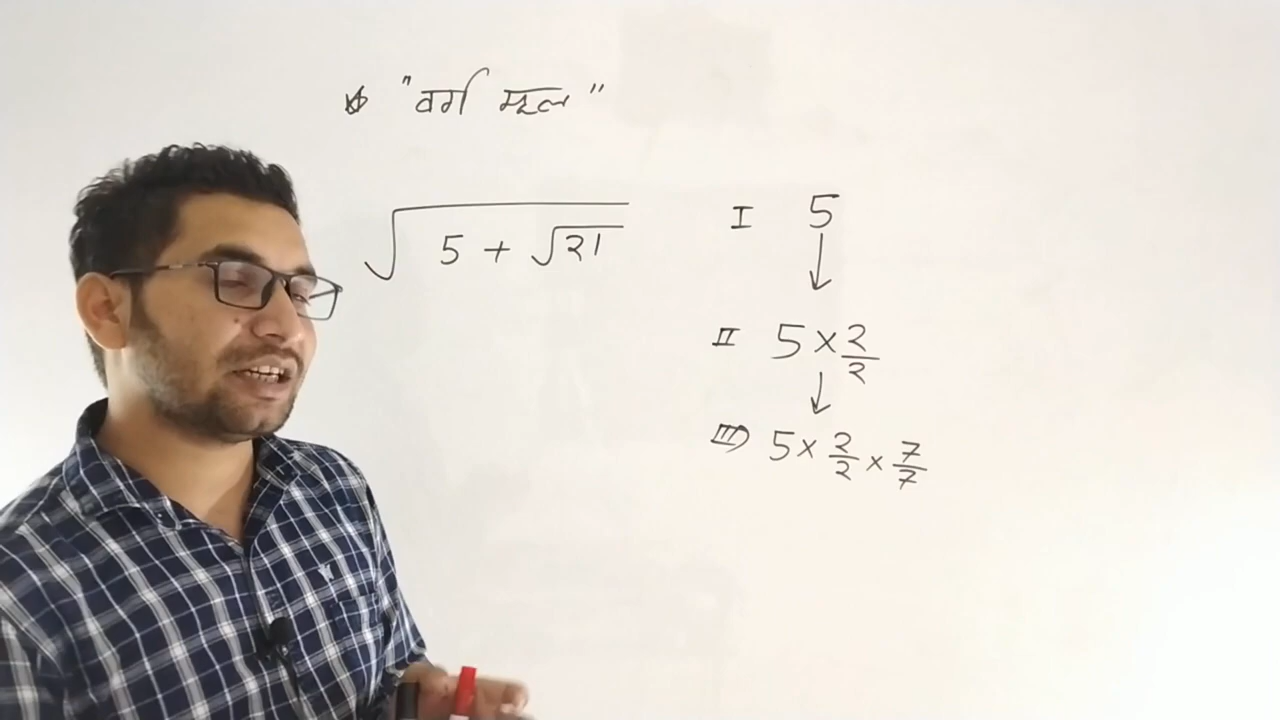 * "वर्ग मूल"
√(5 + √21)
I 5
↓
II 5 × 2/2
↓
III) 5 × 2/2 × 7/7